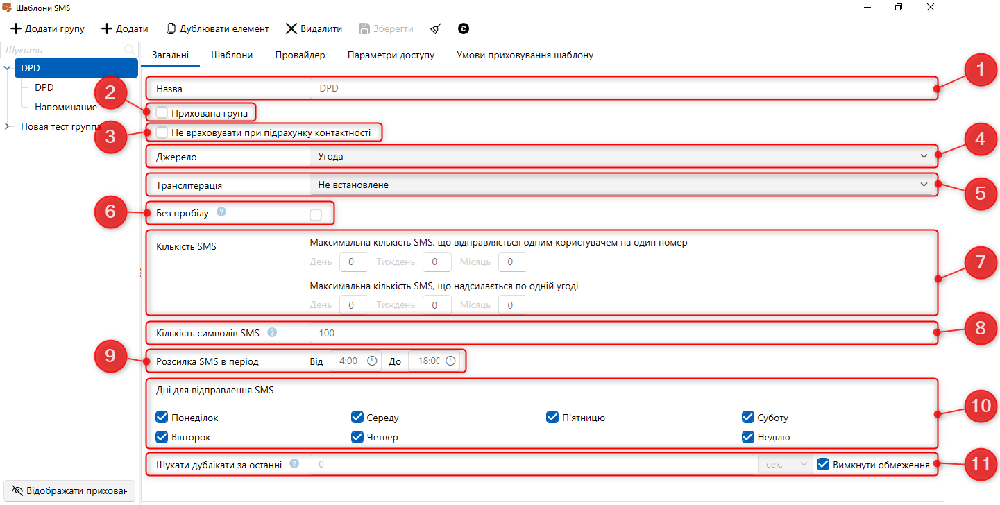 Шаблони SMS
Додати групу Додати Дублювати елемент Видалити Зберегти
Шукати
Загальні Шаблони Провайдер Параметри доступу Умови приховування шаблону
DPD
DPD
Напоминание
Новая тест группа
1
Назва DPD
2
Прихована група
3
Не враховувати при підрахунку контактності
4
Джерело Угода
5
Транслітерація Не встановлене
6
Без пробілу ?
7
Кількість SMS
Максимальна кількість SMS, що відправляється одним користувачем на один номер
День 0 Тиждень 0 Місяць 0
Максимальна кількість SMS, що надсилається по одній угоді
День 0 Тиждень 0 Місяць 0
8
Кількість символів SMS ? 100
9
Розсилка SMS в період Від 4:00 До 18:00
10
Дні для відправлення SMS
Понеділок Середу П'ятницю Суботу
Вівторок Четвер Неділю
11
Шукати дублікати за останні ? 0 сек. Вимкнути обмеження
Відображати прихован